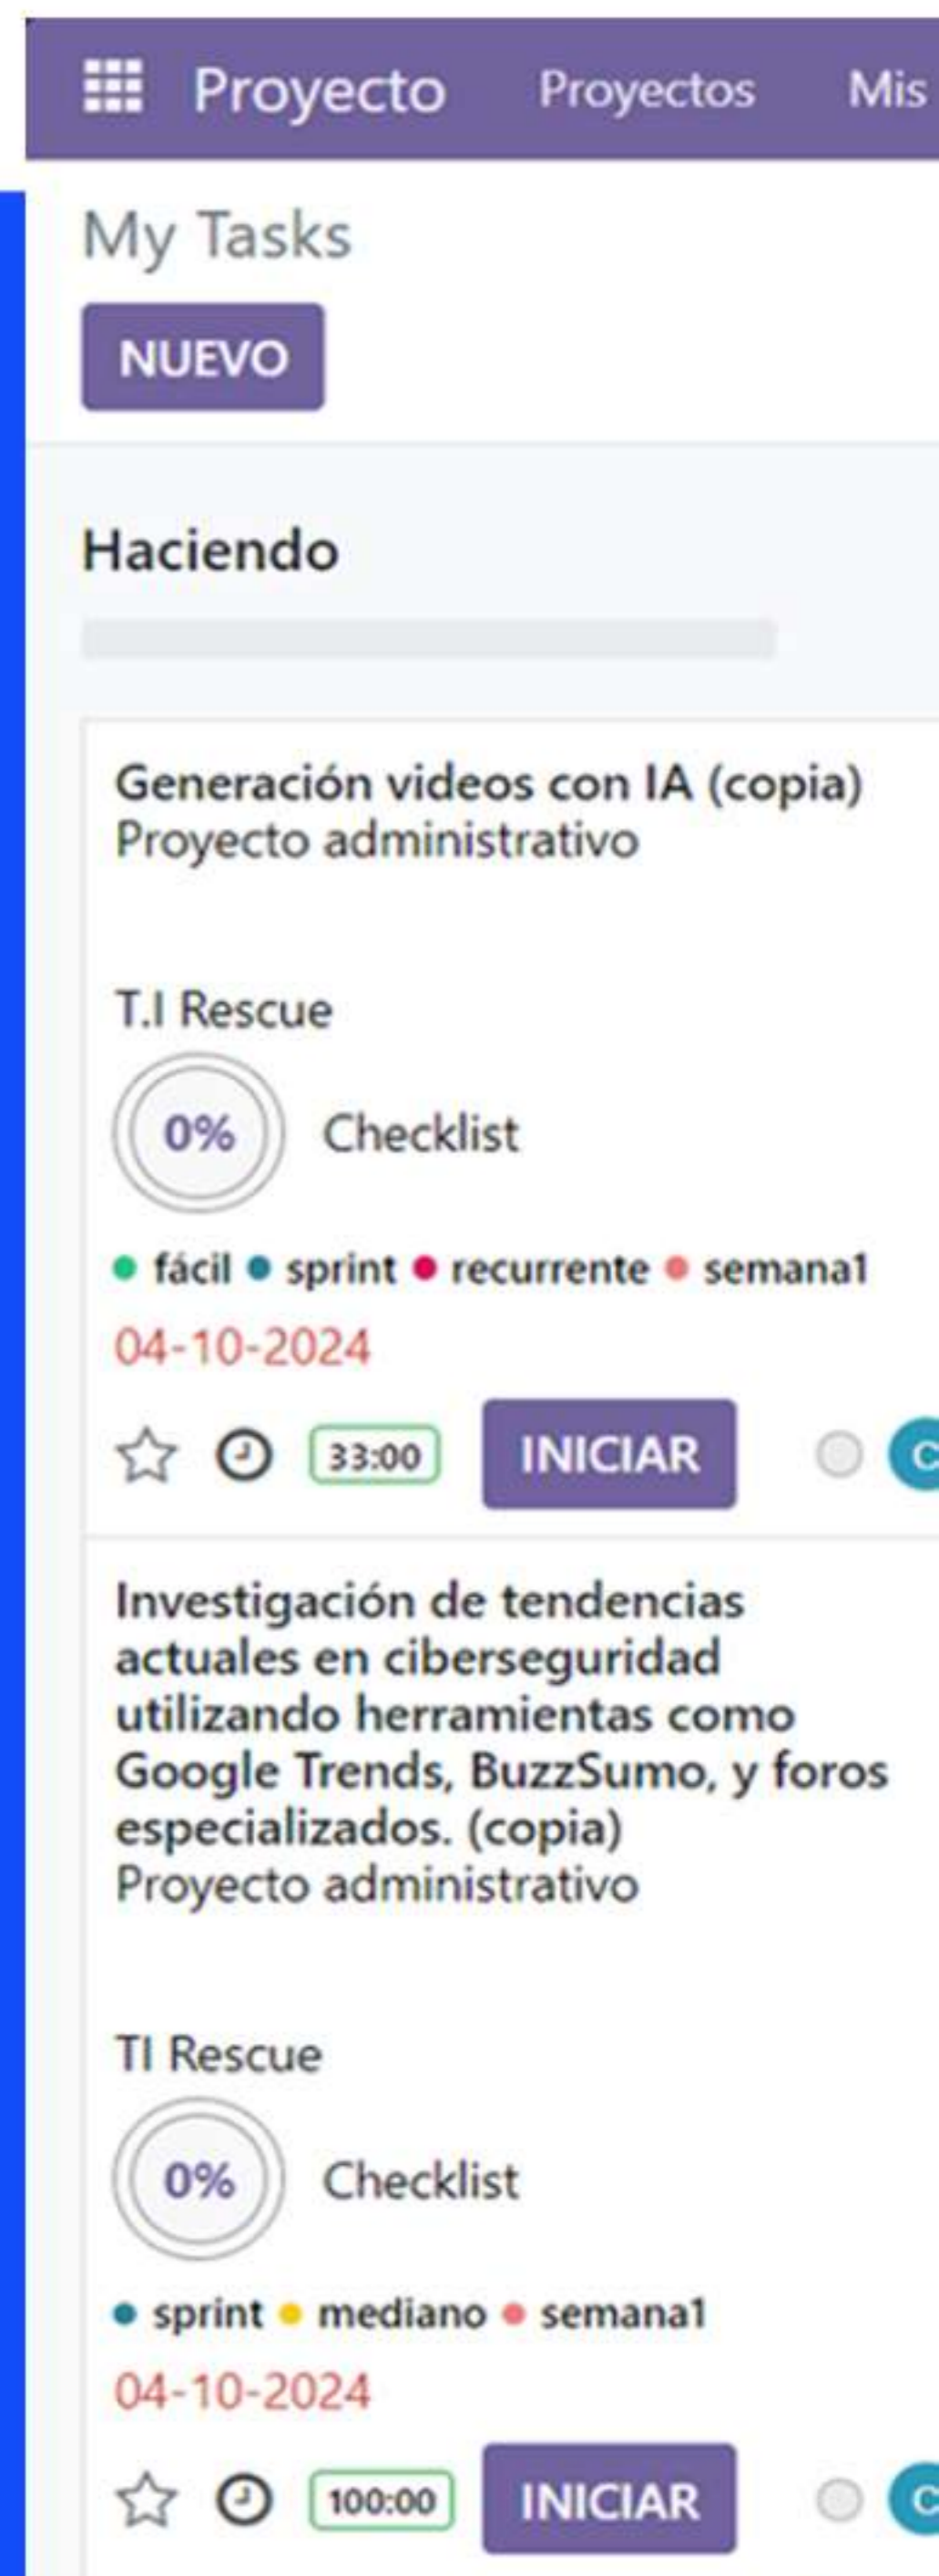 Proyecto Proyectos Mis
My Tasks
NUEVO
Haciendo
Generación videos con IA (copia)
Proyecto administrativo
T.I Rescue
0% Checklist
fácil sprint recurrente semana1
04-10-2024
33:00 INICIAR C
Investigación de tendencias
actuales en ciberseguridad
utilizando herramientas como
Google Trends, BuzzSumo, y foros
especializados. (copia)
Proyecto administrativo
TI Rescue
0% Checklist
sprint mediano semana1
04-10-2024
100:00 INICIAR C